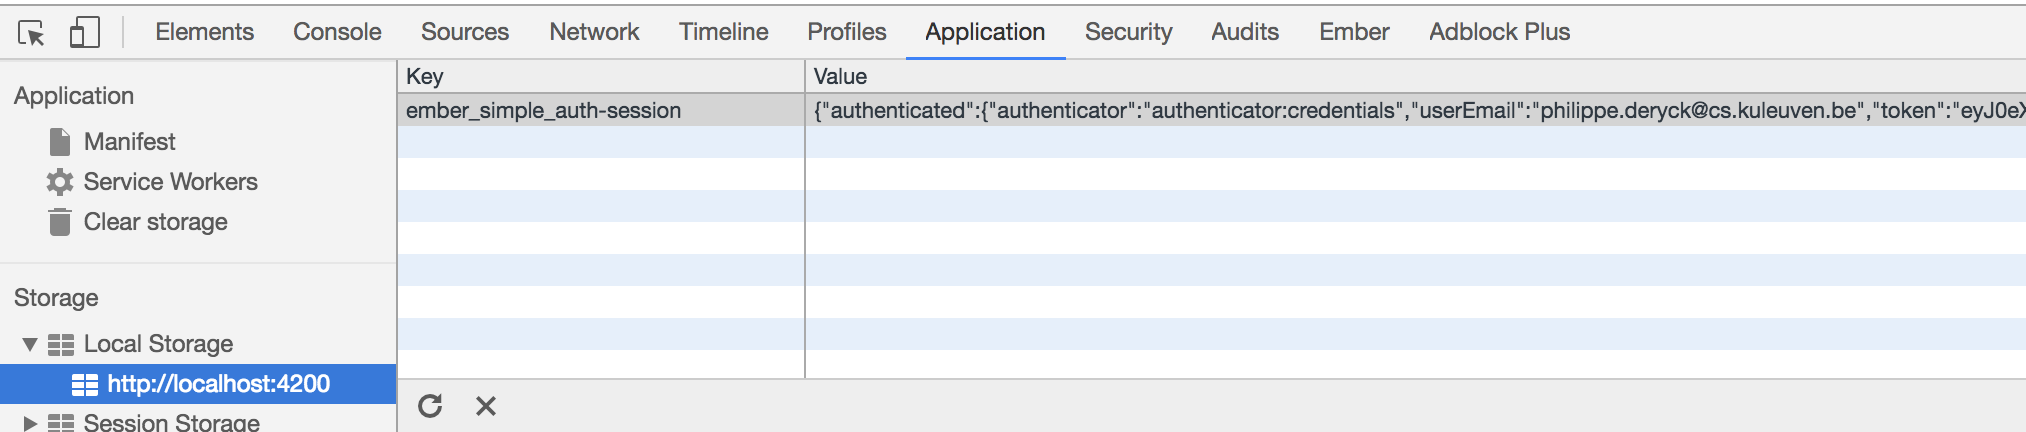 Elements Console Sources Network Timeline Profiles Application Security Audits Ember Adblock Plus
Application
Manifest
Service Workers
Clear storage
Storage
Local Storage
http://localhost:4200
Session Storage
Key Value
ember_simple_auth-session {"authenticated":{"authenticator":"authenticator:credentials","userEmail":"philippe.deryck@cs.kuleuven.be","token":"eyJ0eX